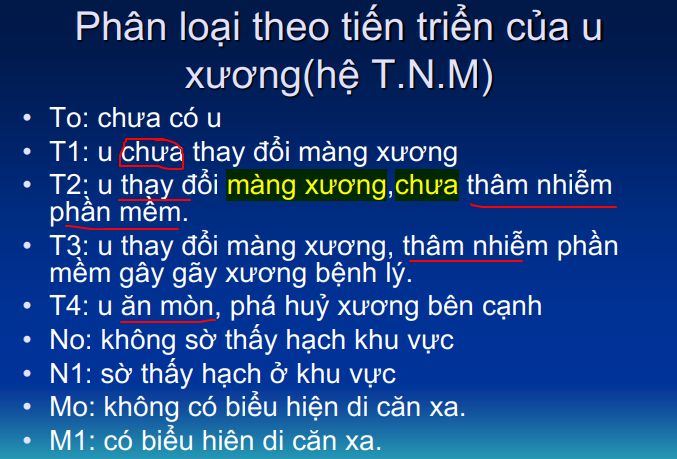 Phân loại theo tiến triển của u
xương(hệ T.N.M)
• To: chưa có u
• T1: u chưa thay đổi màng xương
• T2: u thay đổi màng xương,chưa thâm nhiễm
phần mềm.
• T3: u thay đổi màng xương, thâm nhiễm phần
mềm gây gãy xương bệnh lý.
• T4: u ăn mòn, phá huỷ xương bên cạnh
• No: không sờ thấy hạch khu vực
• N1: sờ thấy hạch ở khu vực
• Mo: không có biểu hiện di căn xa.
• M1: có biểu hiên di căn xa.